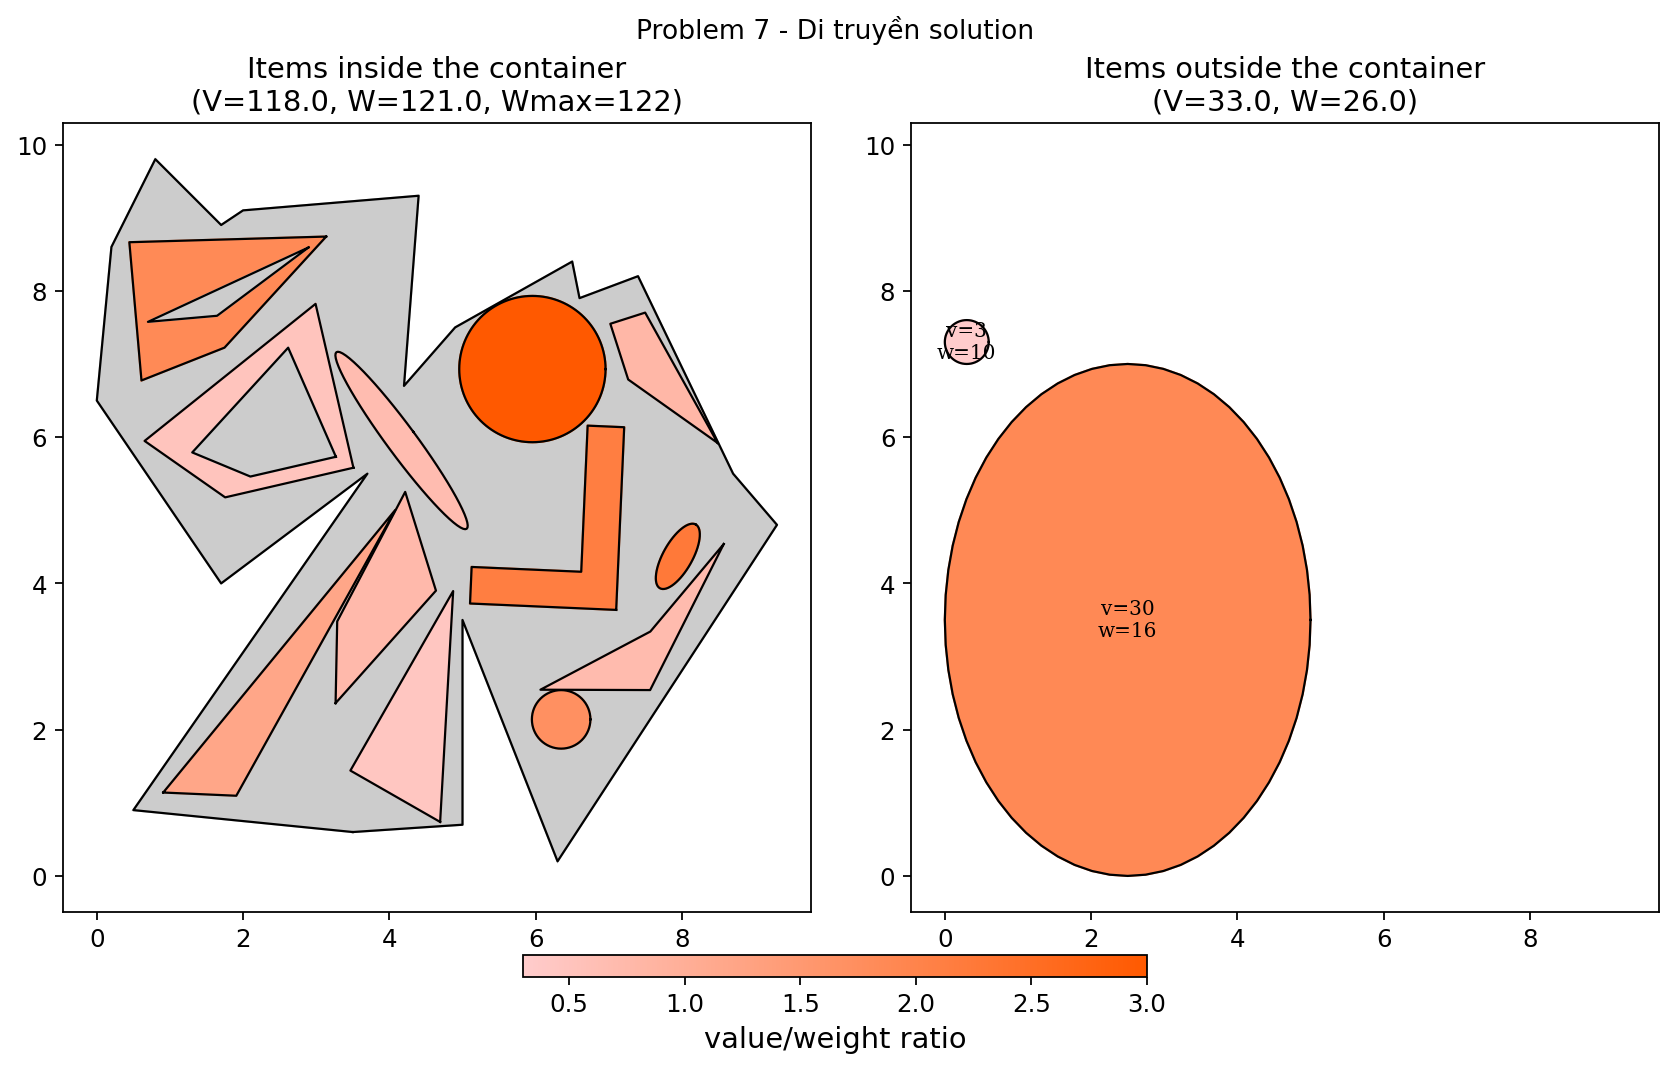 Problem 7 - Di truyền solution
Items inside the container
(V=118.0, W=121.0, Wmax=122)
10
8
6
4
2
0
0 2 4 6 8
Items outside the container
(V=33.0, W=26.0)
10
8
6
4
2
0
v=3
w=10
v=30
w=16
0 2 4 6 8
0.5 1.0 1.5 2.0 2.5 3.0
value/weight ratio